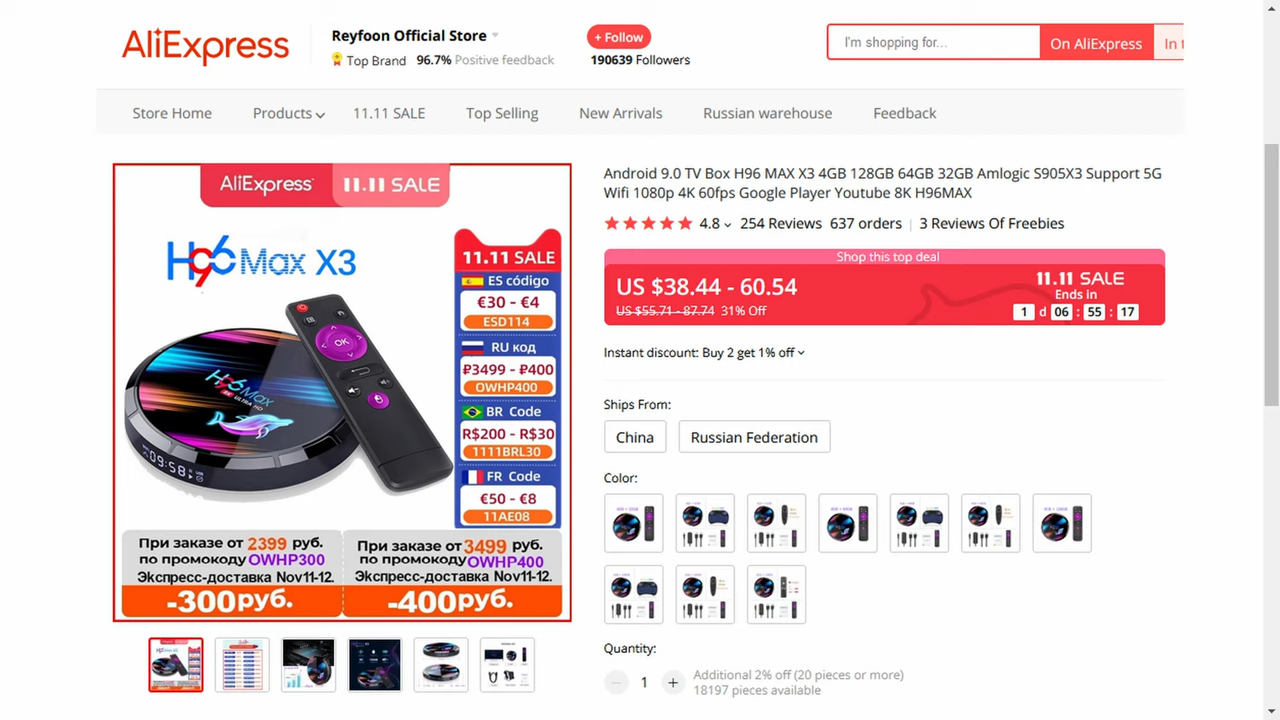 AliExpress
Reyfoon Official Store
Top Brand 96.7% Positive feedback
+ Follow
190639 Followers
I'm shopping for...
On AliExpress
In t
Store Home
Products
11.11 SALE
Top Selling
New Arrivals
Russian warehouse
Feedback
AliExpress 11.11 SALE
H96 Max X3
11.11 SALE
ES código
€30 - €4
ESD114
RU код
₽3499 - ₽400
OWHP400
BR Code
R$200 - R$30
1111BRL30
FR Code
€50 - €8
11AE08
H96 Max
OK
09:58
При заказе от 2399 руб.
по промокоду OWHP300
Экспресс-доставка Nov11-12.
-300руб.
При заказе от 3499 руб.
по промокоду OWHP400
Экспресс-доставка Nov11-12.
-400руб.
Android 9.0 TV Box H96 MAX X3 4GB 128GB 64GB 32GB Amlogic S905X3 Support 5G
Wifi 1080p 4K 60fps Google Player Youtube 8K H96MAX
4.8 254 Reviews 637 orders | 3 Reviews Of Freebies
Shop this top deal
US $38.44 - 60.54
US $55.71 - 87.74 31% Off
11.11 SALE
Ends in
1 d 06 : 55 : 17
Instant discount: Buy 2 get 1% off
Ships From:
China
Russian Federation
Color:
Quantity:
1
Additional 2% off (20 pieces or more)
18197 pieces available